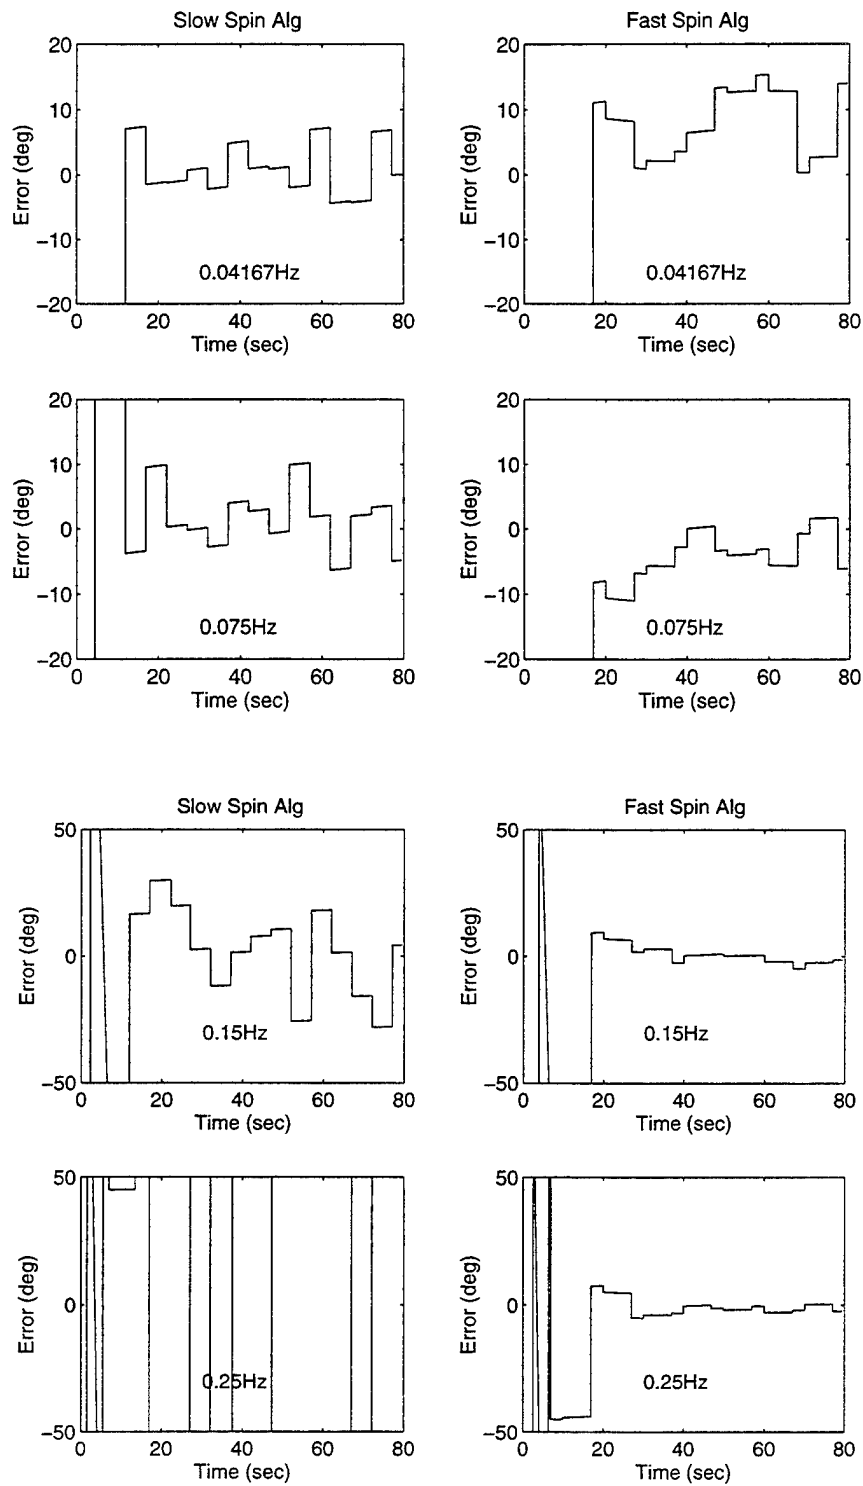 Slow Spin Alg
Fast Spin Alg
20
10
0
−10
−20
Error (deg)
0.04167Hz
0 20 40 60 80
Time (sec)
20
10
0
−10
−20
Error (deg)
0.04167Hz
0 20 40 60 80
Time (sec)
20
10
0
−10
−20
Error (deg)
0.075Hz
0 20 40 60 80
Time (sec)
20
10
0
−10
−20
Error (deg)
0.075Hz
0 20 40 60 80
Time (sec)
Slow Spin Alg
Fast Spin Alg
50
0
−50
Error (deg)
0.15Hz
0 20 40 60 80
Time (sec)
50
0
−50
Error (deg)
0.15Hz
0 20 40 60 80
Time (sec)
50
0
−50
Error (deg)
0.25Hz
0 20 40 60 80
Time (sec)
50
0
−50
Error (deg)
0.25Hz
0 20 40 60 80
Time (sec)